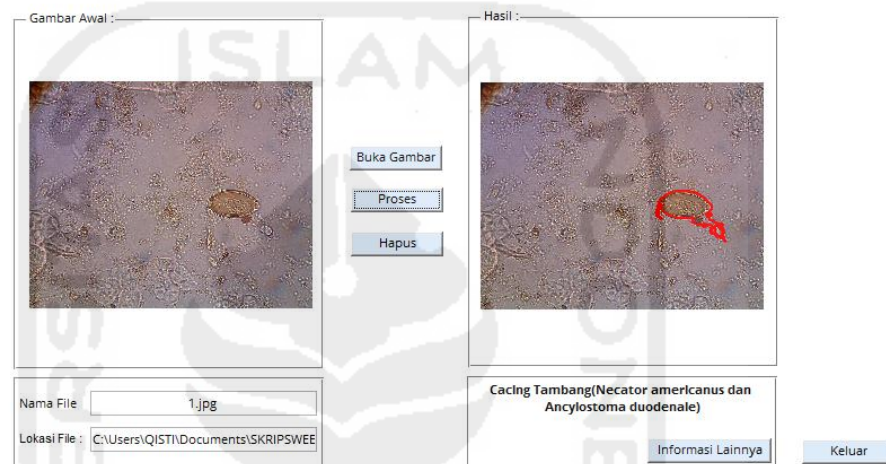 Gambar Awal :
Hasil :
Buka Gambar
Proses
Hapus
Nama File
1.jpg
Lokasi File :
C:\Users\QISTI\Documents\SKRIPSWEE
Cacing Tambang(Necator americanus dan
Ancylostoma duodenale)
Informasi Lainnya
Keluar
ISLAM